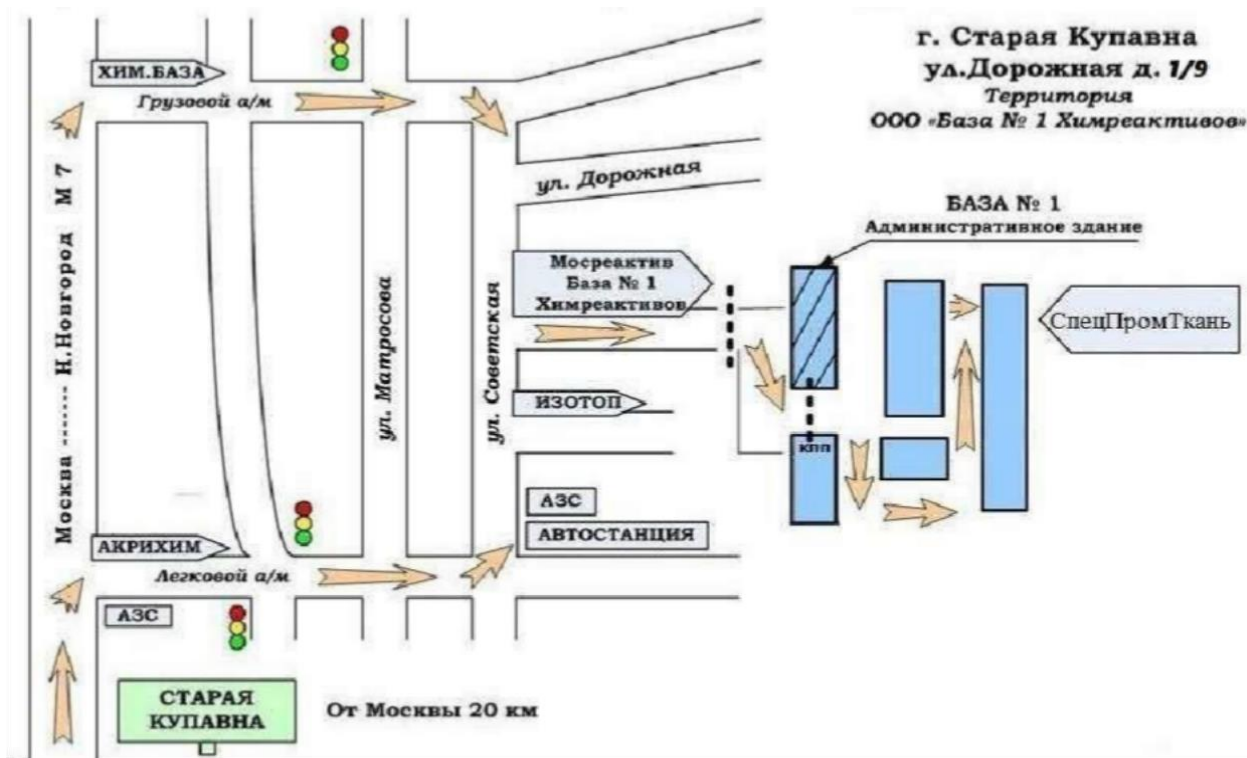 г. Старая Купавна
ул.Дорожная д. 1/9
Территория
ООО «База № 1 Химреактивов»
ХИМ.БАЗА
Грузовой а/м
Москва ------ Н.Новгород М 7
ул. Дорожная
БАЗА № 1
Административное здание
Мосреактив
База № 1
Химреактивов
СпецПромТкань
ул. Матросова
ул. Советская
ИЗОТОП
КПП
АЗС
АВТОСТАНЦИЯ
АКРИХИМ
Легковой а/м
АЗС
СТАРАЯ
КУПАВНА
От Москвы 20 км